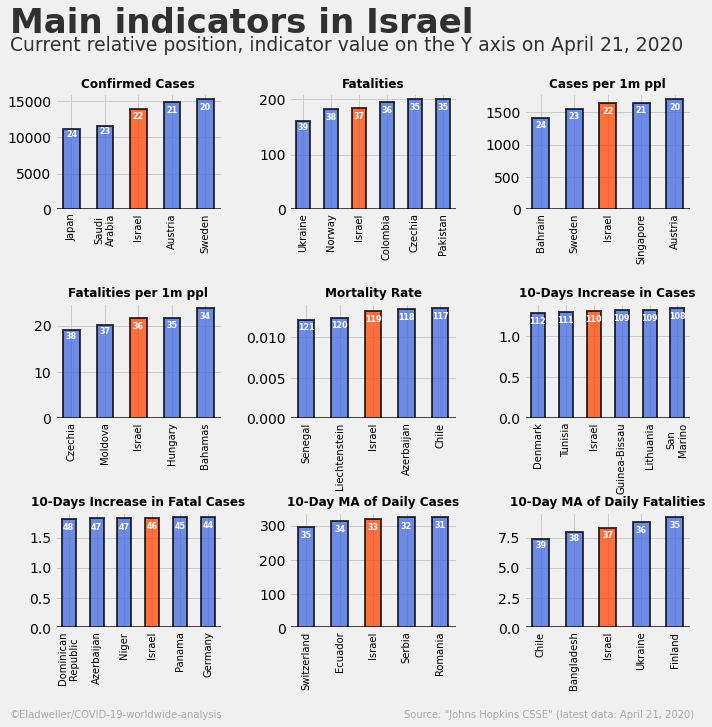 Main indicators in Israel
Current relative position, indicator value on the Y axis on April 21, 2020
Confirmed Cases
15000
10000
5000
0
24
23
22
21
20
Japan
Saudi
Arabia
Israel
Austria
Sweden
Fatalities
200
100
0
39
38
37
36
35
35
Ukraine
Norway
Israel
Colombia
Czechia
Pakistan
Cases per 1m ppl
1500
1000
500
0
24
23
22
21
20
Bahrain
Sweden
Israel
Singapore
Austria
Fatalities per 1m ppl
20
10
0
38
37
36
35
34
Czechia
Moldova
Israel
Hungary
Bahamas
Mortality Rate
0.010
0.005
0.000
121
120
119
118
117
Senegal
Liechtenstein
Israel
Azerbaijan
Chile
10-Days Increase in Cases
1.0
0.5
0.0
112
111
110
109
109
108
Denmark
Tunisia
Israel
Guinea-Bissau
Lithuania
San
Marino
10-Days Increase in Fatal Cases
1.5
1.0
0.5
0.0
48
47
47
46
45
44
Dominican
Republic
Azerbaijan
Niger
Israel
Panama
Germany
10-Day MA of Daily Cases
300
200
100
0
35
34
33
32
31
Switzerland
Ecuador
Israel
Serbia
Romania
10-Day MA of Daily Fatalities
7.5
5.0
2.5
0.0
39
38
37
36
35
Chile
Bangladesh
Israel
Ukraine
Finland
©Eladweller/COVID-19-worldwide-analysis
Source: "Johns Hopkins CSSE" (latest data: April 21, 2020)